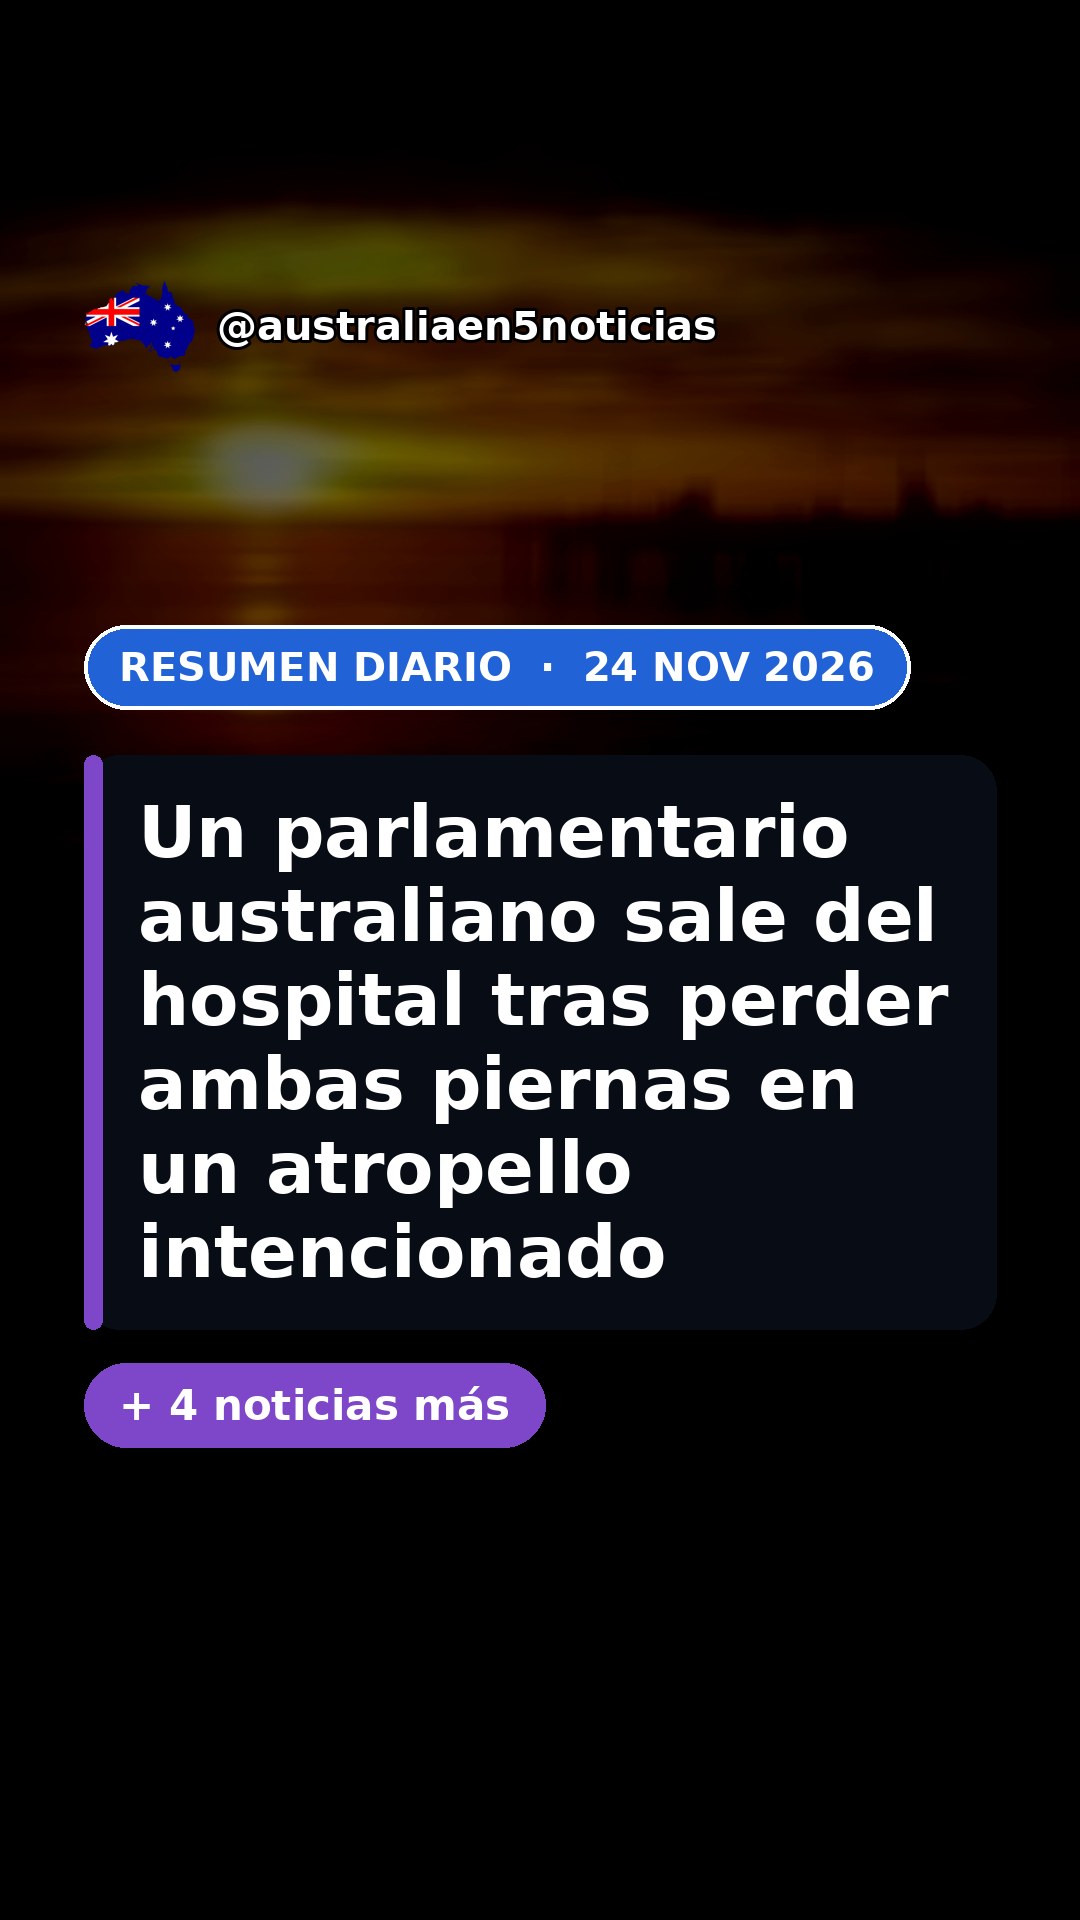 @australiaen5noticias
RESUMEN DIARIO · 24 NOV 2026
Un parlamentario
australiano sale del
hospital tras perder
ambas piernas en
un atropello
intencionado
+ 4 noticias más